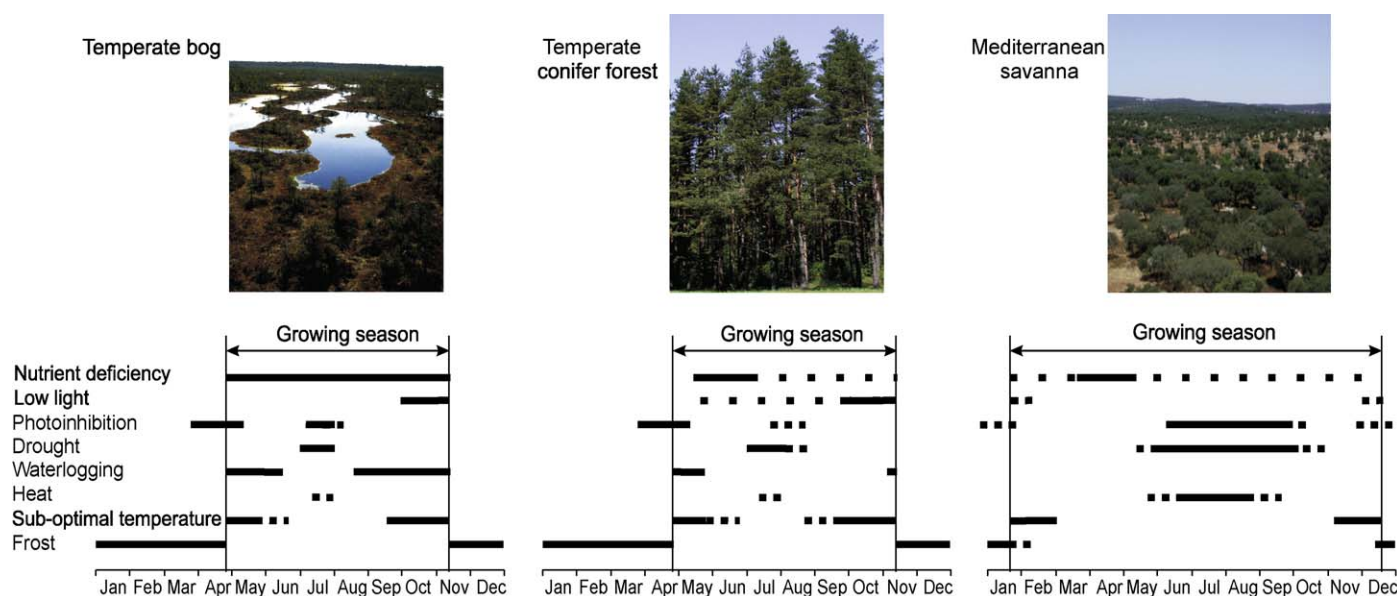 Temperate bog
Temperate
conifer forest
Mediterranean
savanna
Growing season
Growing season
Growing season
Nutrient deficiency
Low light
Photoinhibition
Drought
Waterlogging
Heat
Sub-optimal temperature
Frost
Jan Feb Mar Apr May Jun Jul Aug Sep Oct Nov Dec
Jan Feb Mar Apr May Jun Jul Aug Sep Oct Nov Dec
Jan Feb Mar Apr May Jun Jul Aug Sep Oct Nov Dec